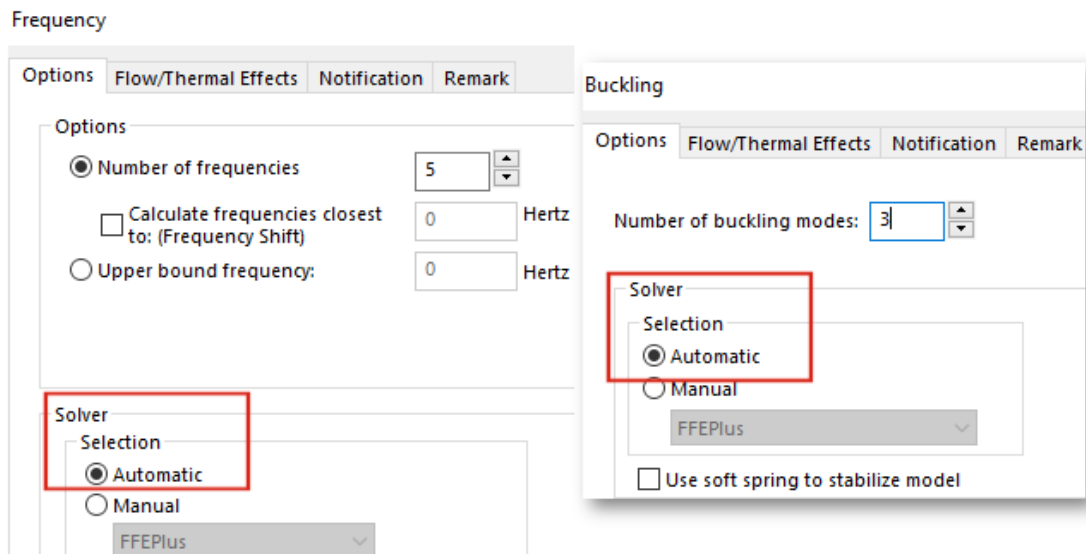 Frequency
Options Flow/Thermal Effects Notification Remark
Options
Number of frequencies 5
Calculate frequencies closest 0 Hertz
to: (Frequency Shift)
Upper bound frequency: 0 Hertz
Solver
Selection
Automatic
Manual
FFEPlus
Buckling
Options Flow/Thermal Effects Notification Remark
Number of buckling modes: 3
Solver
Selection
Automatic
Manual
FFEPlus
Use soft spring to stabilize model